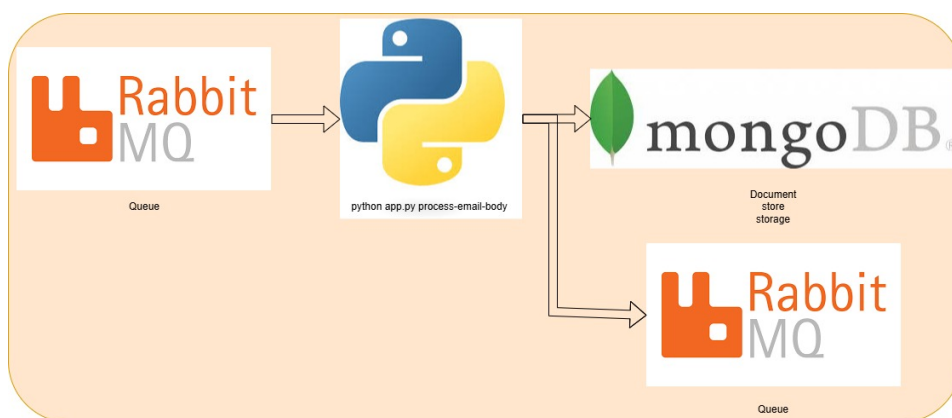 Rabbit
MQ
Queue
python app.py process-email-body
mongoDB®
Document
store
storage
Rabbit
MQ
Queue